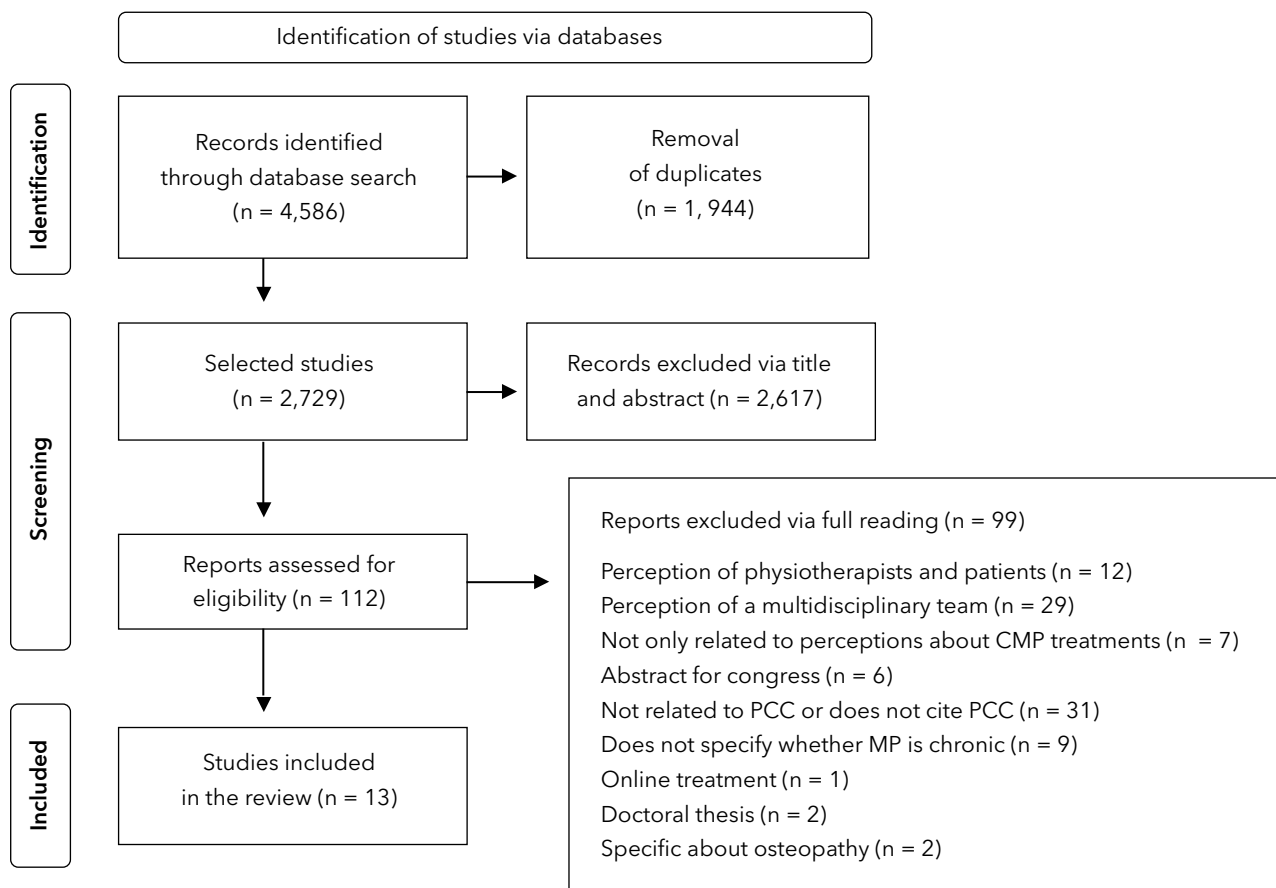 Identification of studies via databases
Identification
Records identified
through database search
(n = 4,586)
Removal
of duplicates
(n = 1, 944)
Screening
Selected studies
(n = 2,729)
Records excluded via title
and abstract (n = 2,617)
Reports assessed for
eligibility (n = 112)
Reports excluded via full reading (n = 99)
Perception of physiotherapists and patients (n = 12)
Perception of a multidisciplinary team (n = 29)
Not only related to perceptions about CMP treatments (n  = 7)
Abstract for congress (n = 6)
Not related to PCC or does not cite PCC (n = 31)
Does not specify whether MP is chronic (n = 9)
Online treatment (n = 1)
Doctoral thesis (n = 2)
Specific about osteopathy (n = 2)
Included
Studies included
in the review (n = 13)